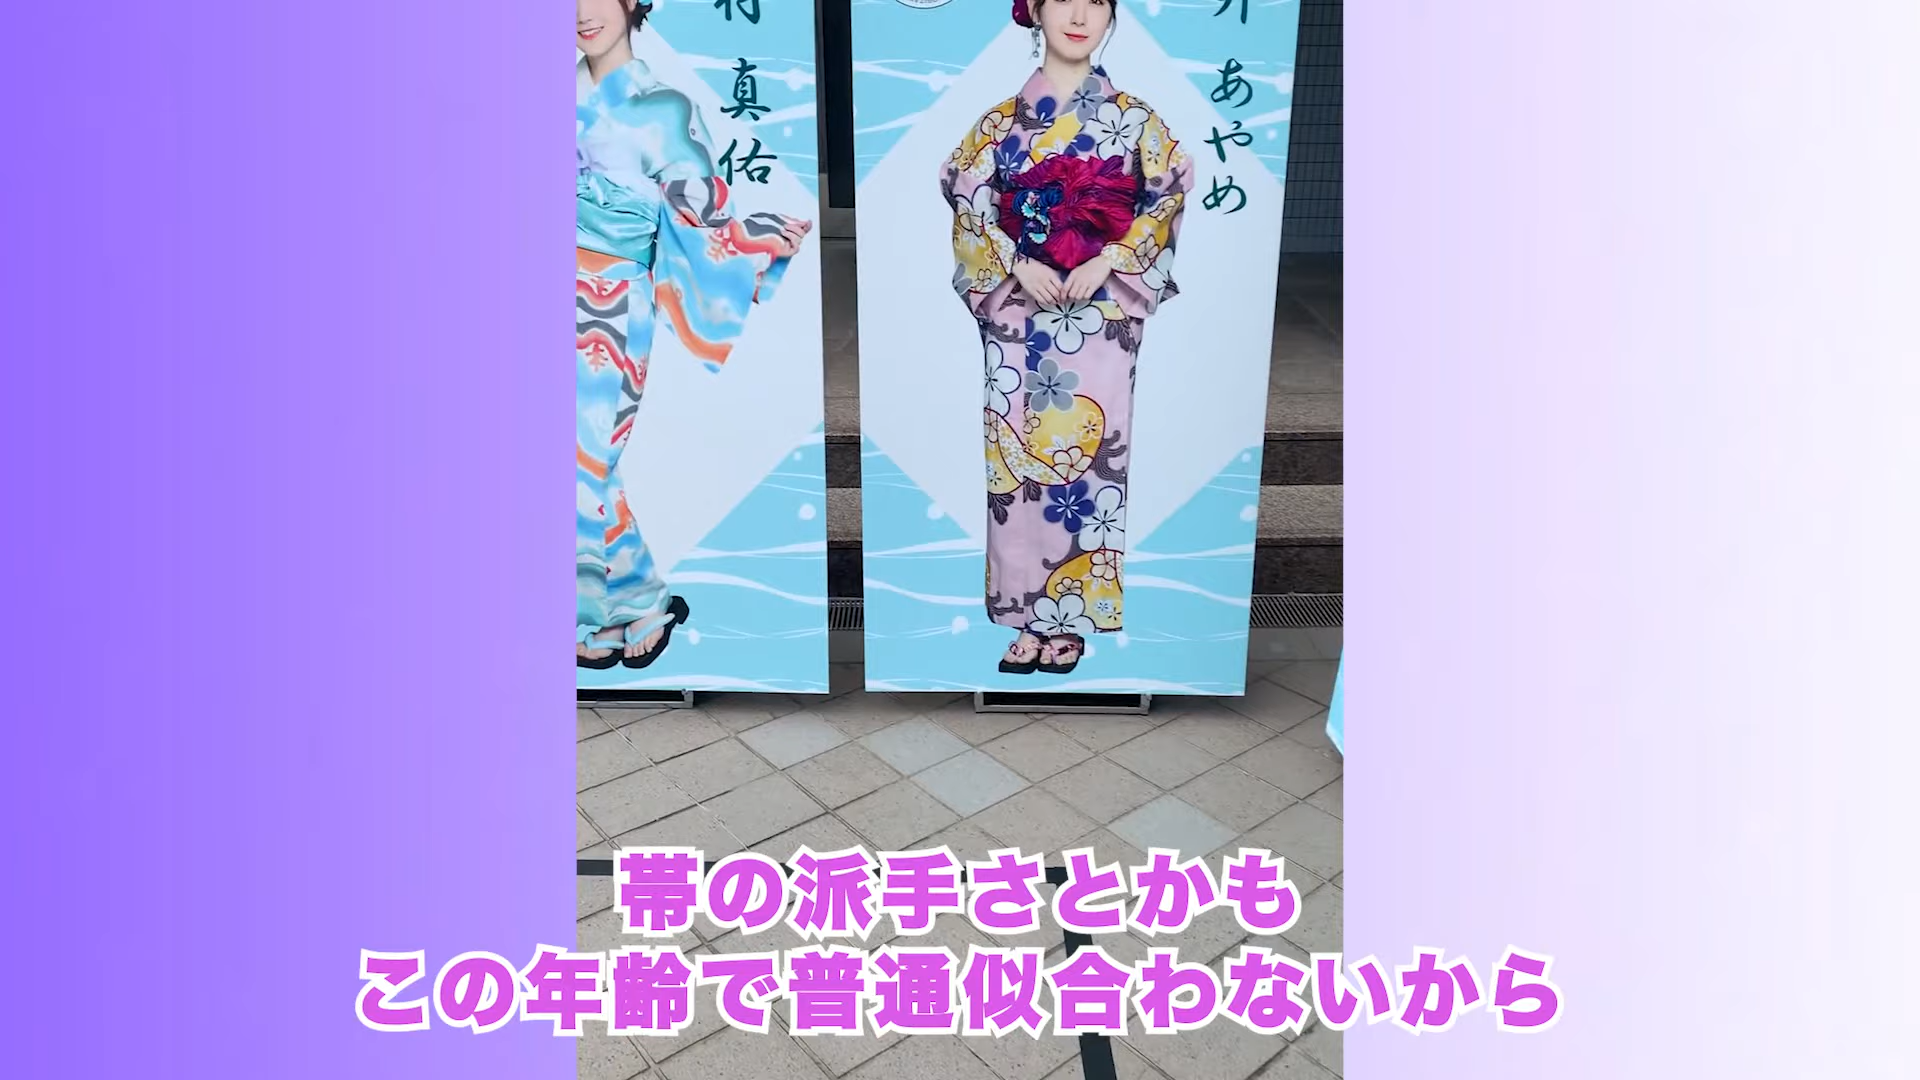 真佑
あやめ
帯の派手さとかも
この年齢で普通似合わないから